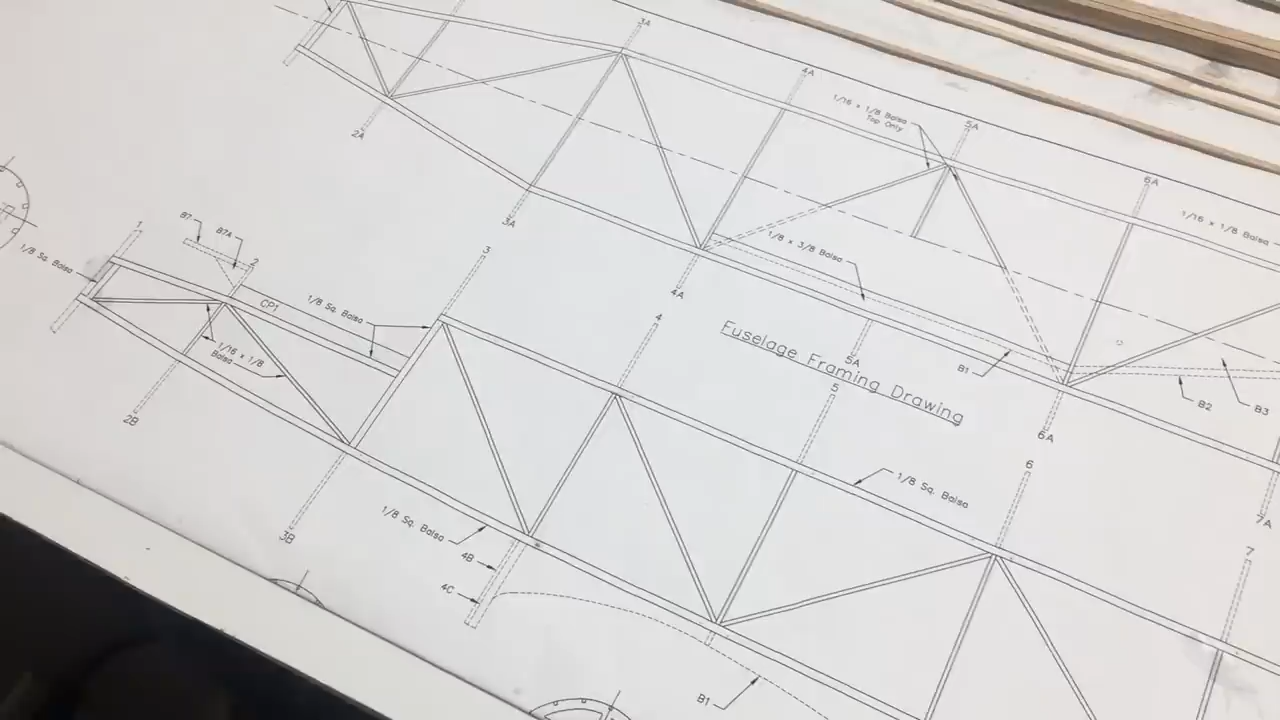 3A
4A
1/16 x 1/8 Balsa
Top Only
5A
6A
1/16 x 1/8 Balsa
2A
3A
1/8 x 3/8 Balsa
4A
5A
B1
B2
B3
6A
7A
Fuselage Framing Drawing
1
B7
B7A
2
3
1/8 Sq. Balsa
CP1
1/8 Sq. Balsa
1/16 x 1/8
Balsa
4
5
6
7
2B
3B
1/8 Sq. Balsa
1/8 Sq. Balsa
4B
4C
B1